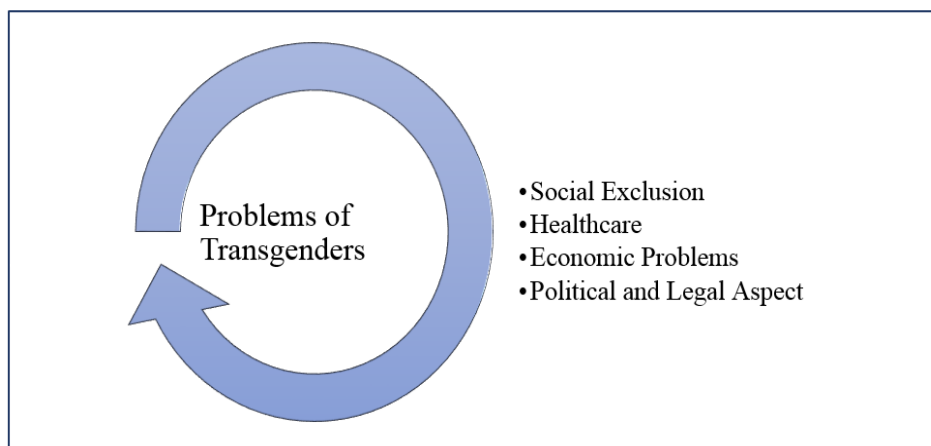 Problems of
Transgenders
•Social Exclusion
•Healthcare
•Economic Problems
•Political and Legal Aspect